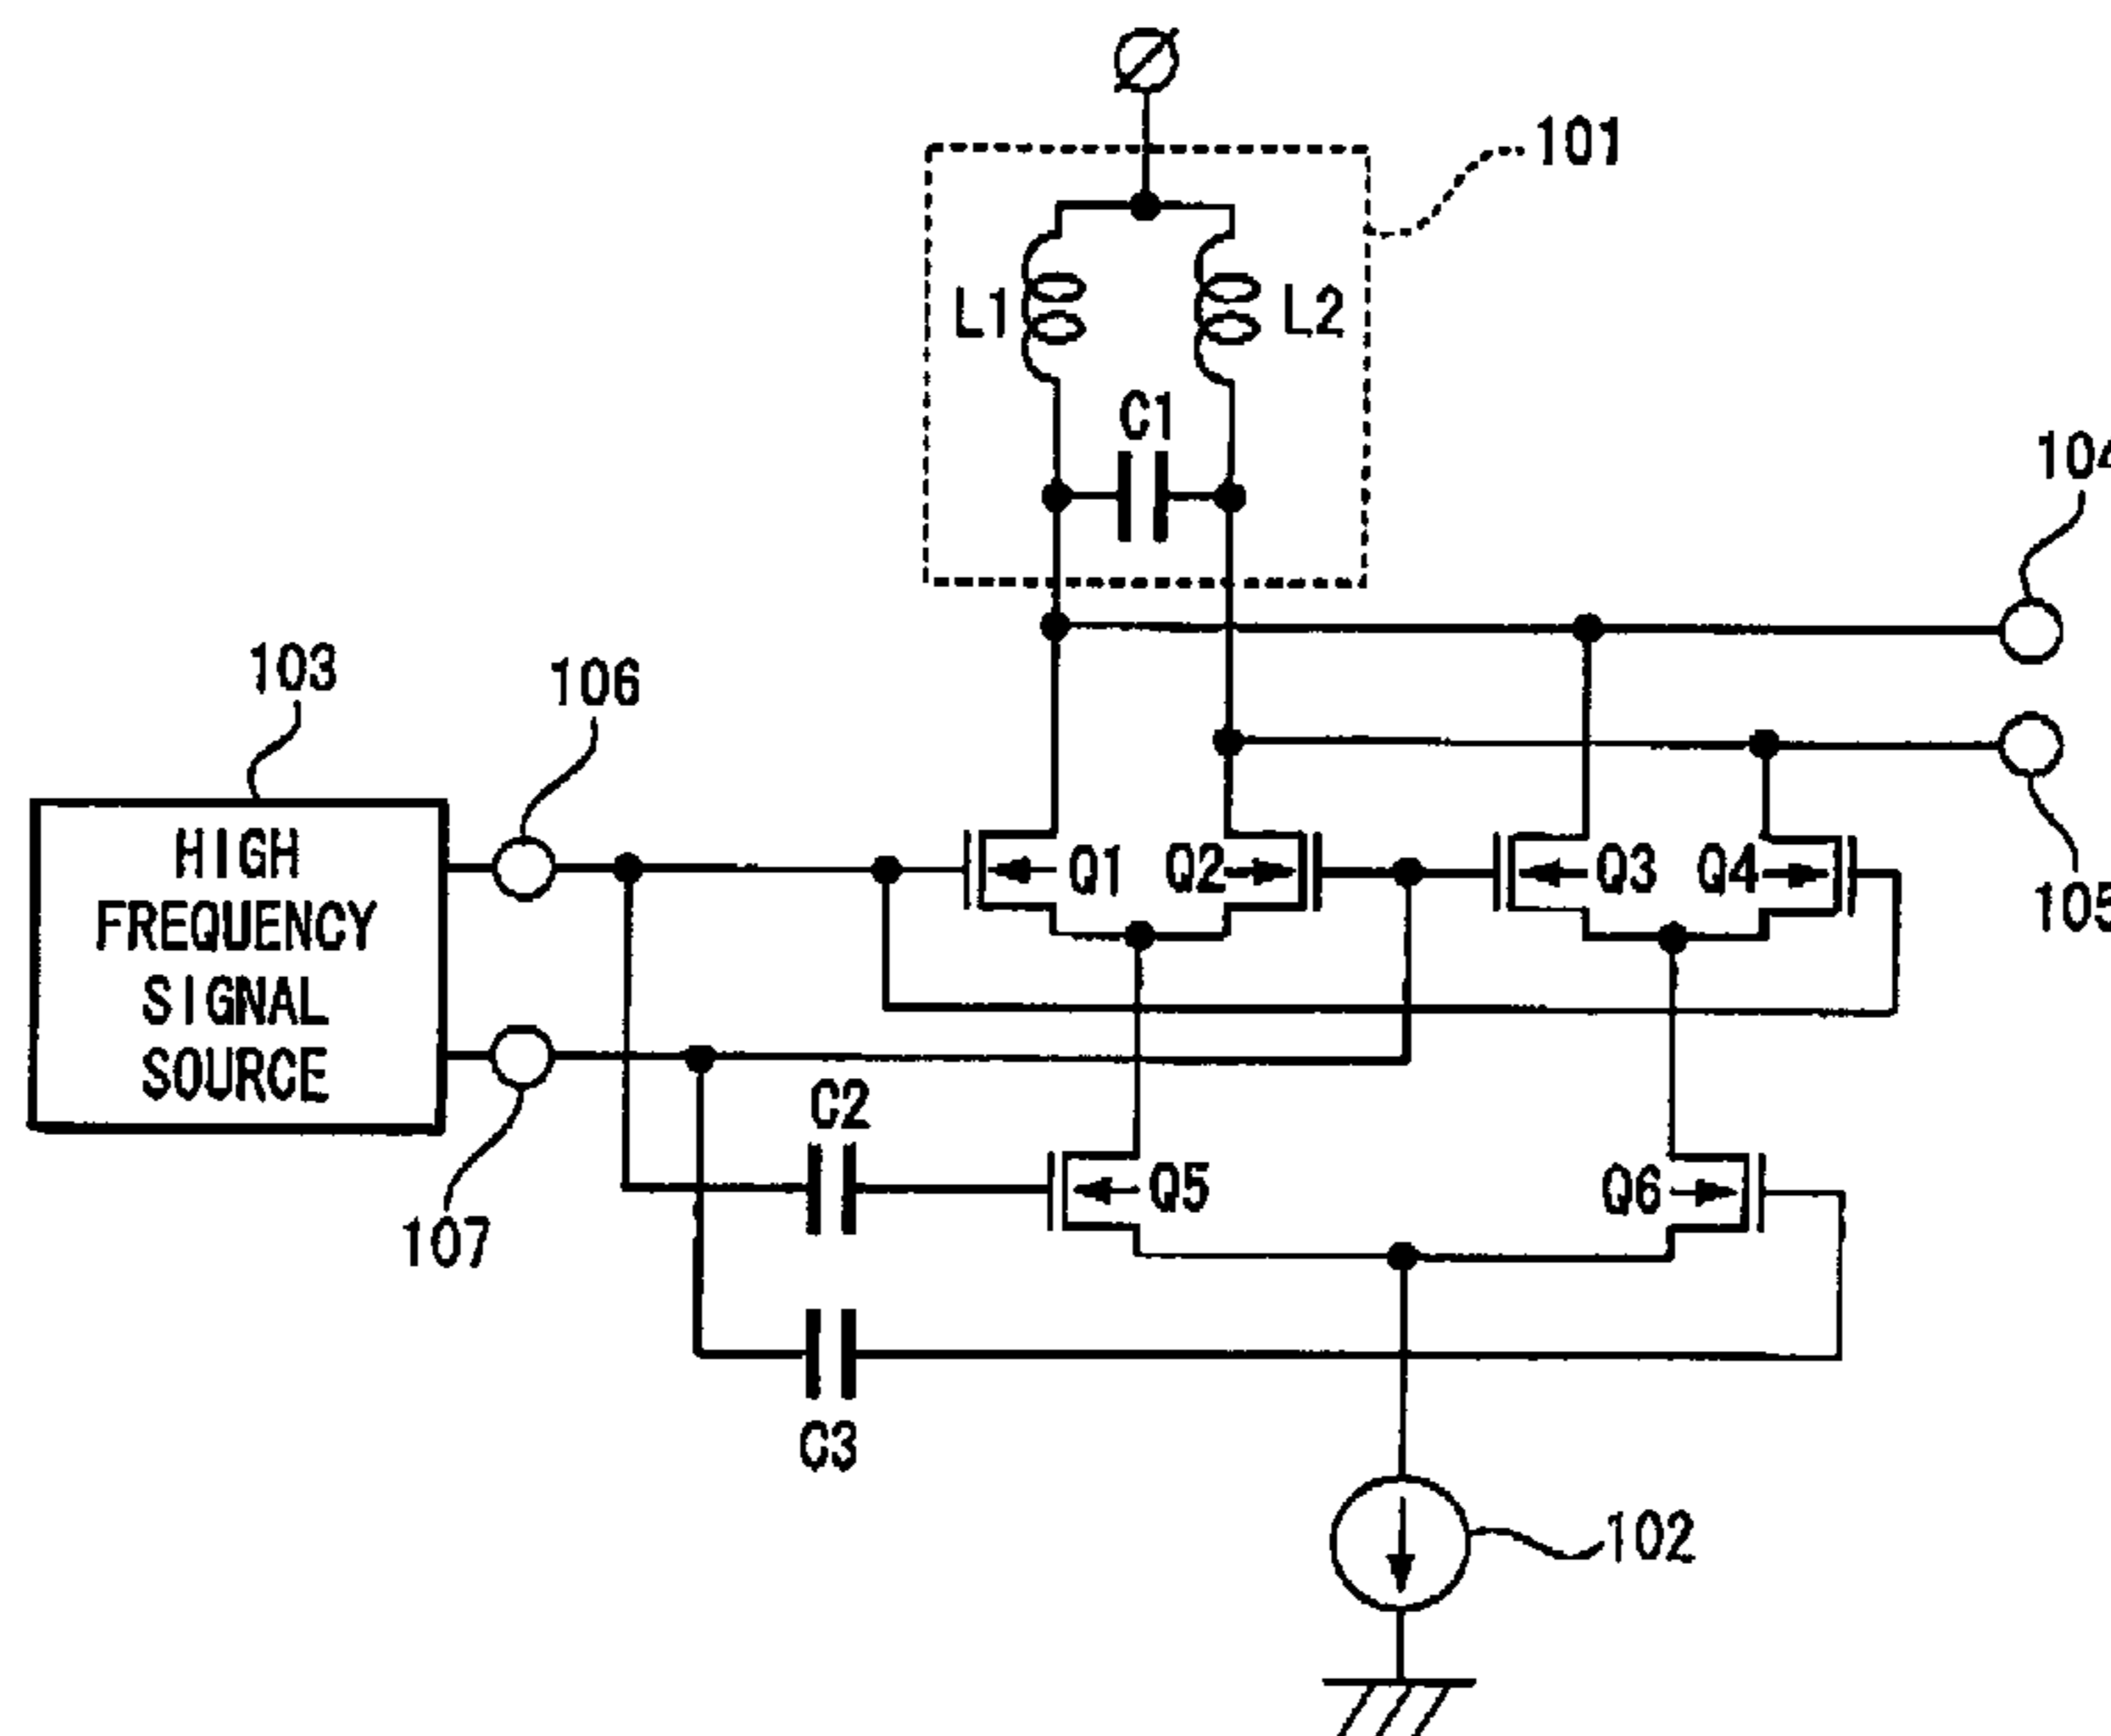 101
L1
L2
C1
104
103
106
HIGH
FREQUENCY
SIGNAL
SOURCE
Q1
Q2
Q3
Q4
105
107
C2
Q5
Q6
C3
102